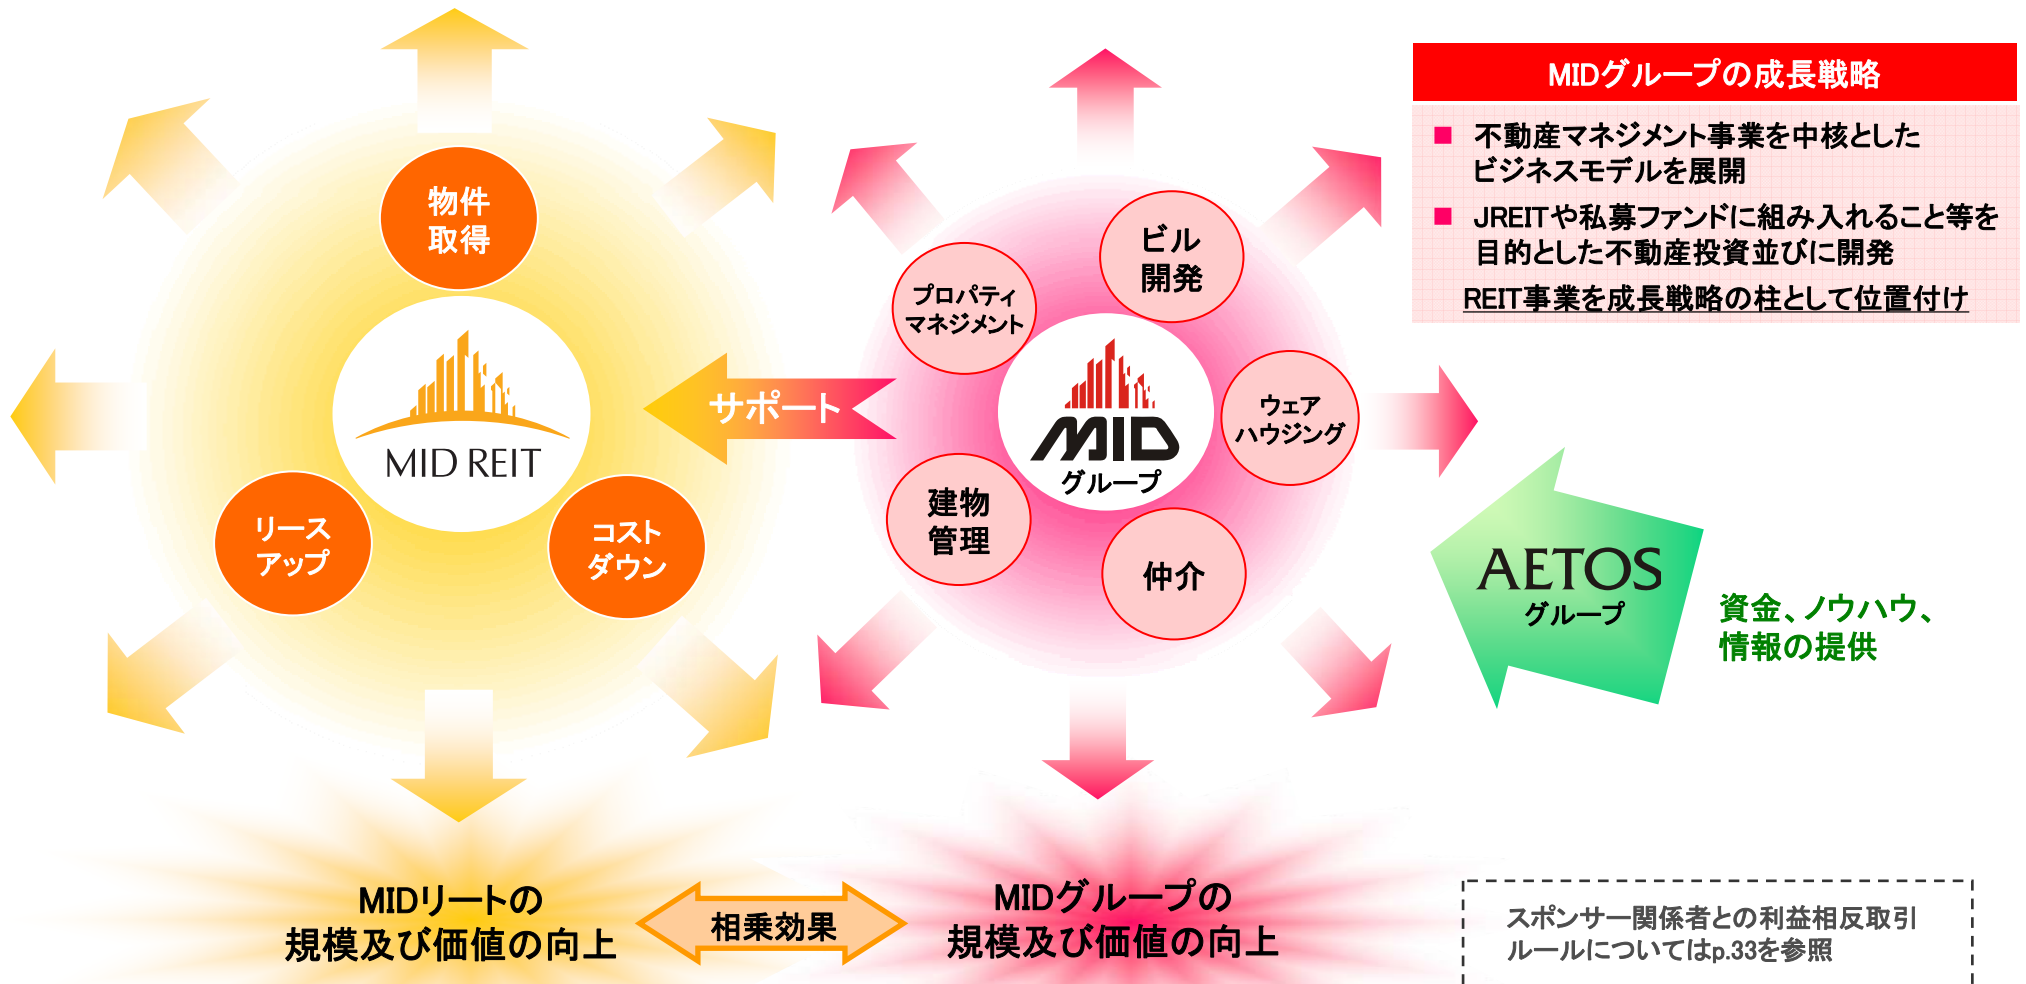 物件
取得
MID REIT
リース
アップ
コスト
ダウン
サポート
プロパティ
マネジメント
ビル
開発
ウェア
ハウジング
MID
グループ
建物
管理
仲介
MIDグループの成長戦略
不動産マネジメント事業を中核とした
ビジネスモデルを展開
JREITや私募ファンドに組み入れること等を
目的とした不動産投資並びに開発
REIT事業を成長戦略の柱として位置付け
AETOS
グループ
資金、ノウハウ、
情報の提供
MIDリートの
規模及び価値の向上
相乗効果
MIDグループの
規模及び価値の向上
スポンサー関係者との利益相反取引
ルールについてはp.33を参照